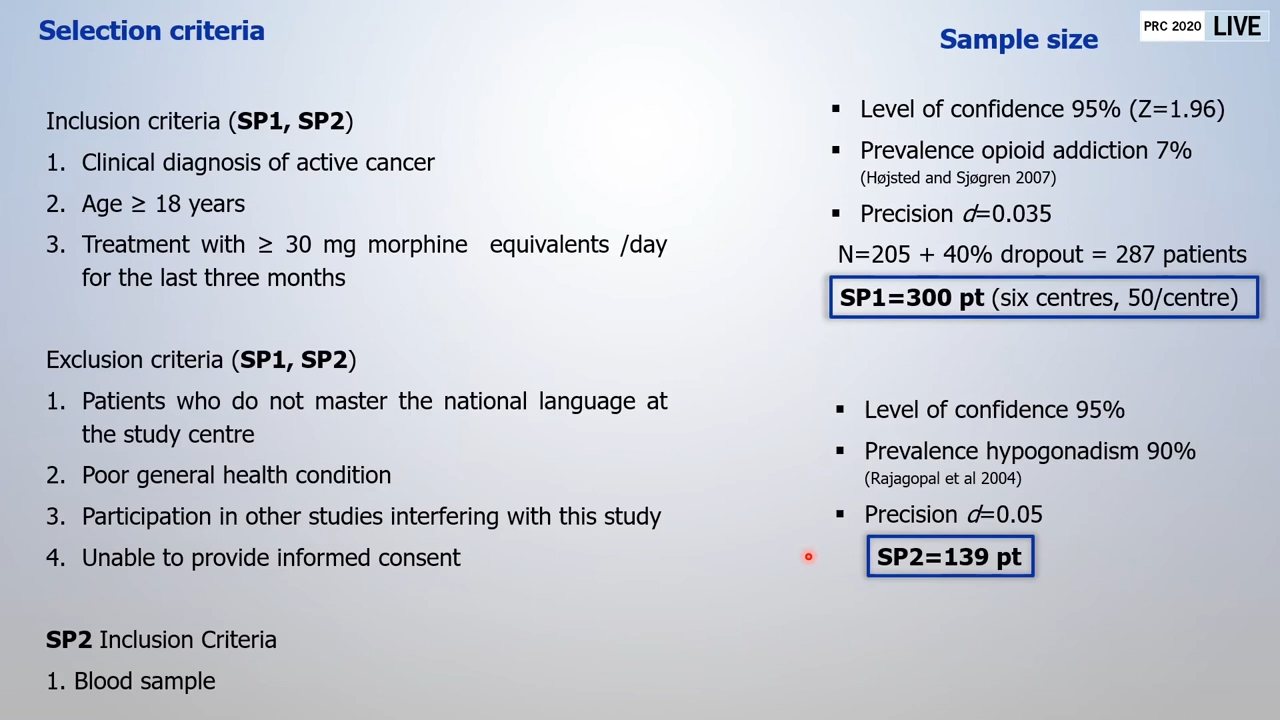 Selection criteria
Inclusion criteria (SP1, SP2)
1. Clinical diagnosis of active cancer
2. Age ≥ 18 years
3. Treatment with ≥ 30 mg morphine equivalents /day
for the last three months
Exclusion criteria (SP1, SP2)
1. Patients who do not master the national language at
the study centre
2. Poor general health condition
3. Participation in other studies interfering with this study
4. Unable to provide informed consent
SP2 Inclusion Criteria
1. Blood sample
PRC 2020 LIVE
Sample size
▪ Level of confidence 95% (Z=1.96)
▪ Prevalence opioid addiction 7%
(Højsted and Sjøgren 2007)
▪ Precision d=0.035
N=205 + 40% dropout = 287 patients
SP1=300 pt (six centres, 50/centre)
▪ Level of confidence 95%
▪ Prevalence hypogonadism 90%
(Rajagopal et al 2004)
▪ Precision d=0.05
SP2=139 pt